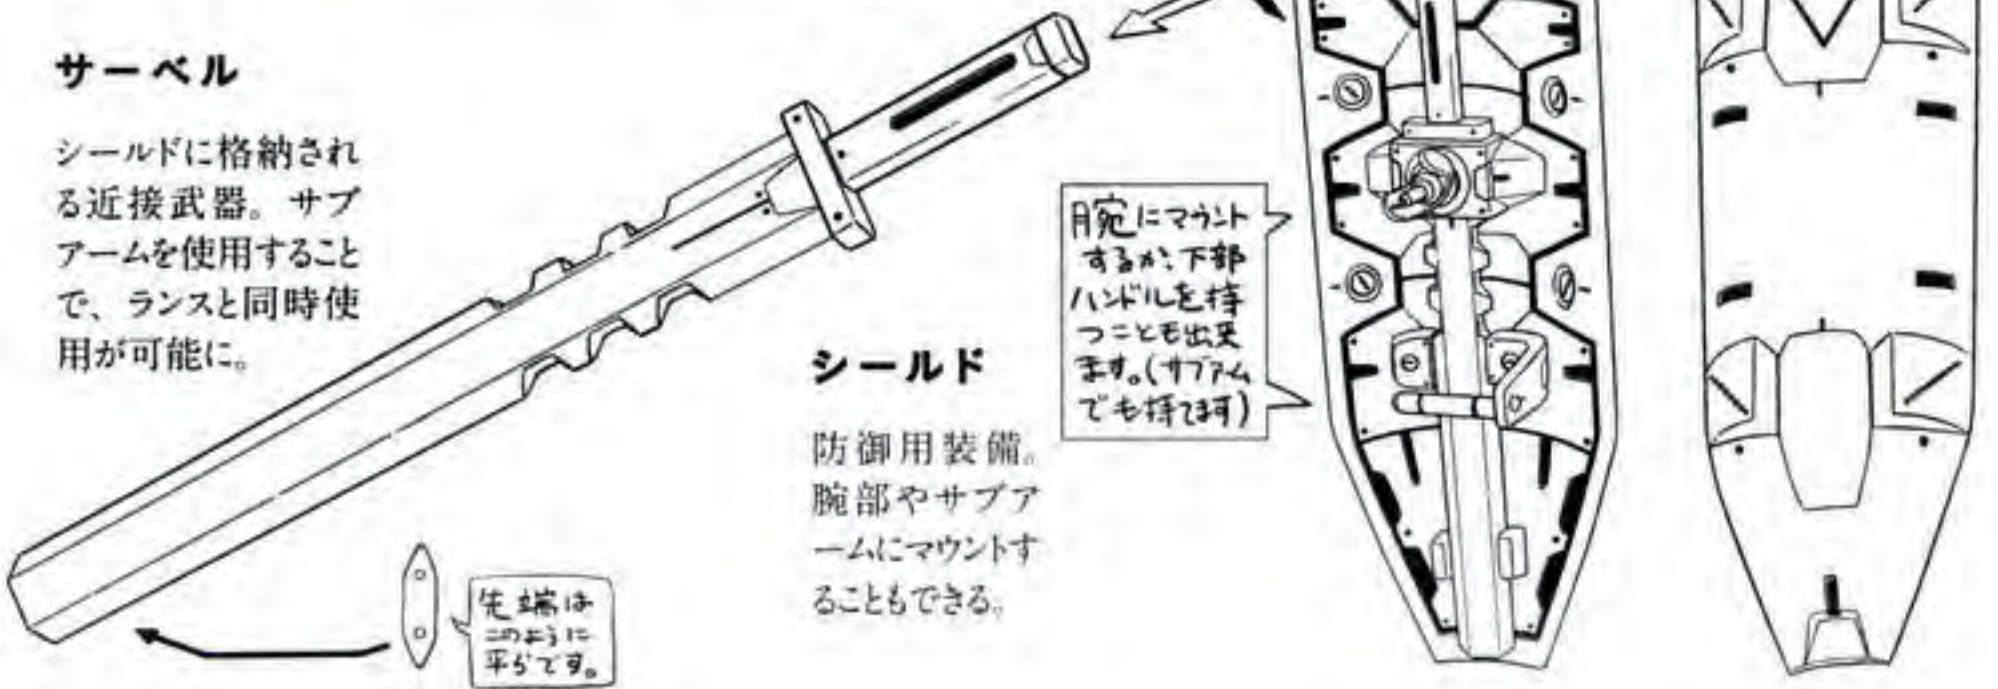 サーベル
シールドに格納され
る近接武器。サブ
アームを使用すること
で、ランスと同時使
用が可能に。
シールド
防御用装備。
腕部やサブア
ームにマウントす
ることもできる。
腕にマウント
するか、下部
ハンドルを持
つことも出来
ます。(サブアーム
でも持てます)
先端は
このように
平らです。